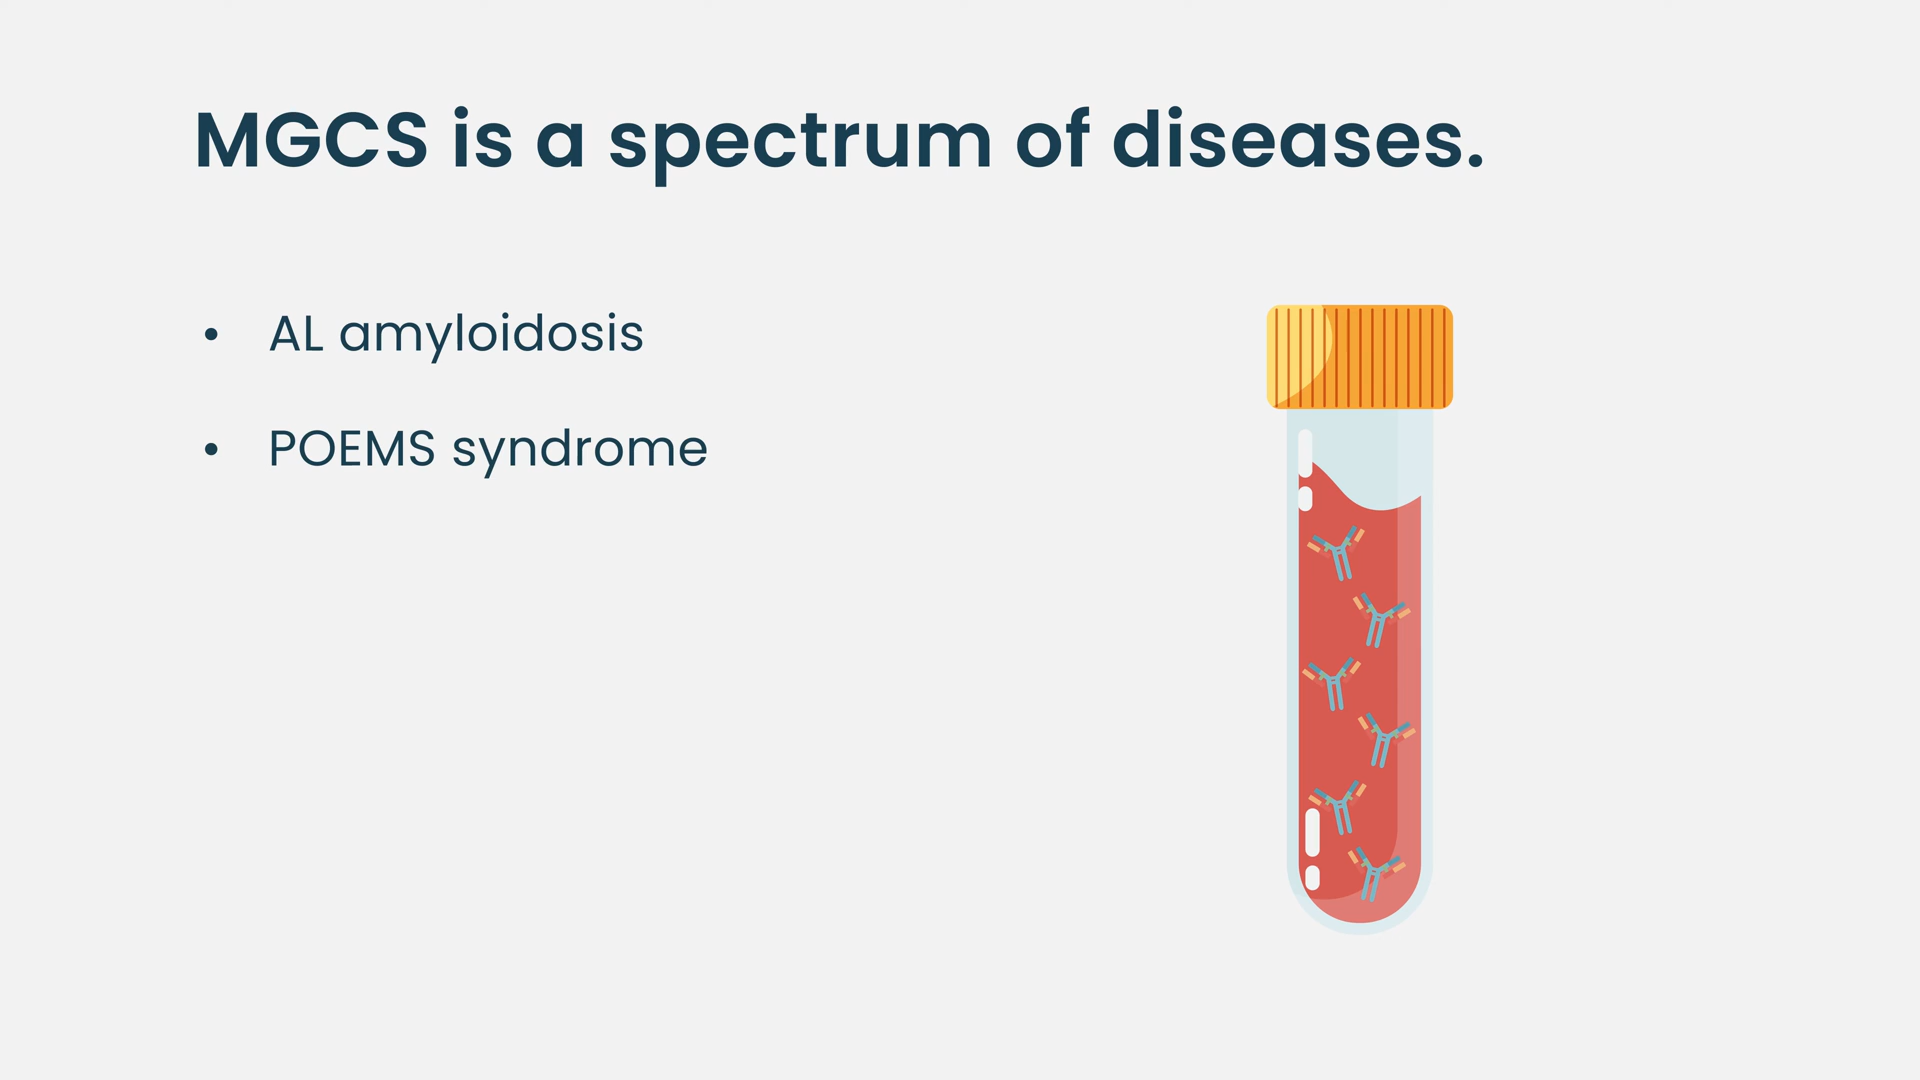 MGCS is a spectrum of diseases.
• AL amyloidosis
• POEMS syndrome